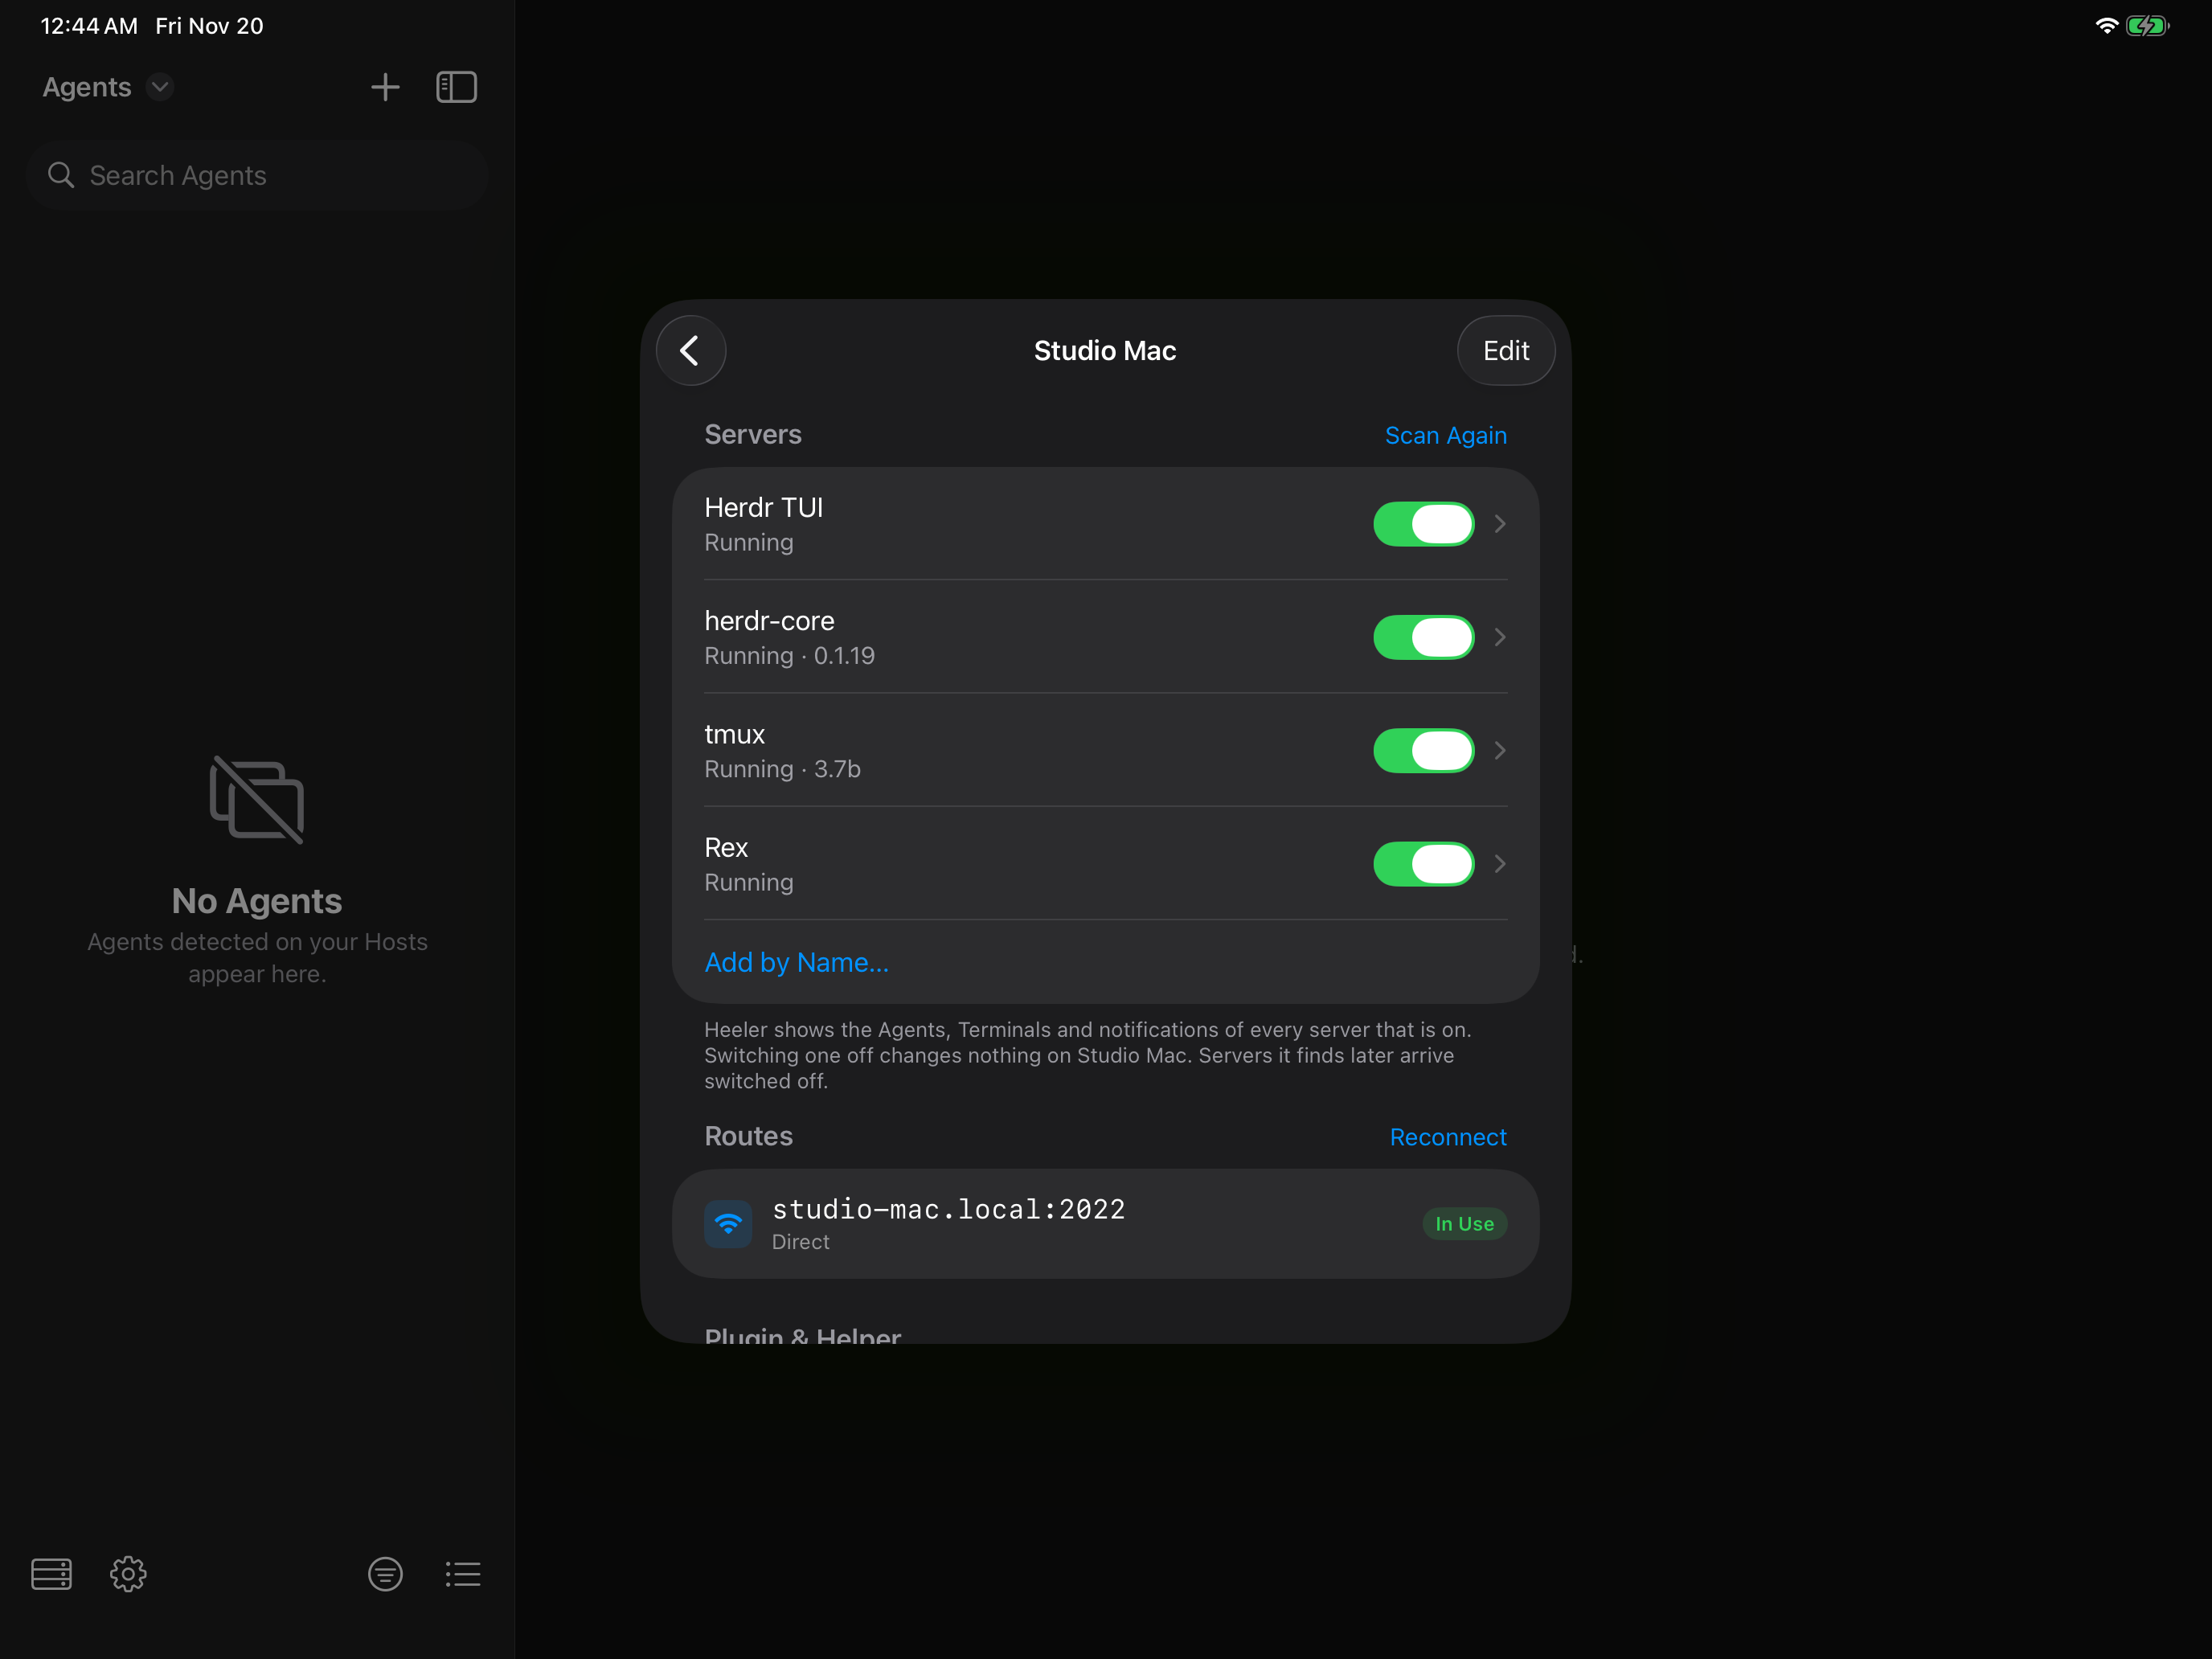 12:44 AM Fri Nov 20
Agents
Search Agents
No Agents
Agents detected on your Hosts
appear here.
Studio Mac
Edit
Servers
Scan Again
Herdr TUI
Running
herdr-core
Running · 0.1.19
tmux
Running · 3.7b
Rex
Running
Add by Name...
Heeler shows the Agents, Terminals and notifications of every server that is on.
Switching one off changes nothing on Studio Mac. Servers it finds later arrive
switched off.
Routes
Reconnect
studio-mac.local:2022
Direct
In Use
Plugin & Helper